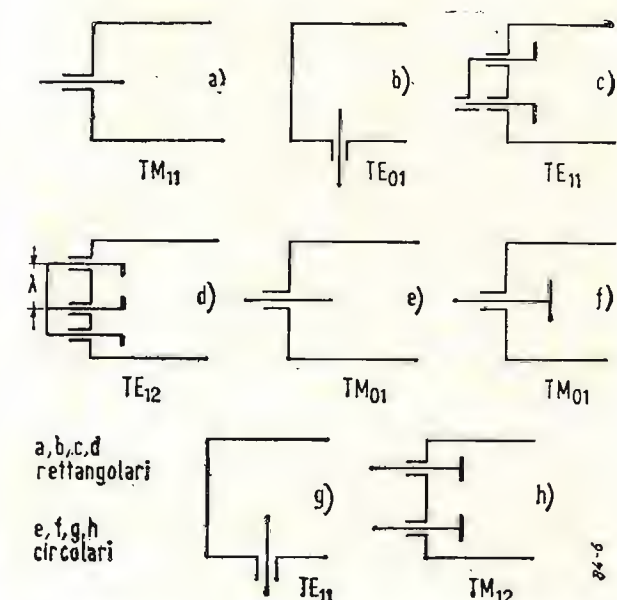 a)
TM11
b)
TE01
c)
TE11
λ
d)
TE12
e)
TM01
f)
TM01
a,b,c,d
rettangolari
e,f,g,h
circolari
g)
TE11
h)
TM12
84-6